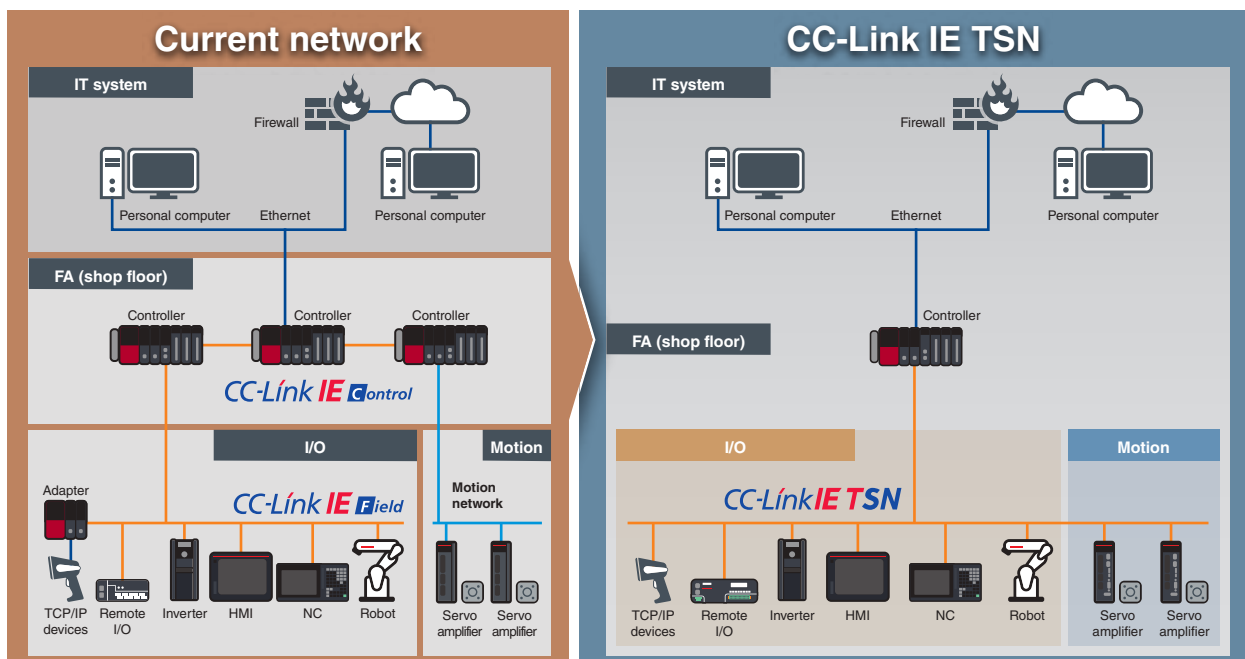 Current network
IT system
Firewall
Personal computer
Ethernet
Personal computer
FA (shop floor)
Controller
Controller
Controller
CC-Link IE Control
I/O
Motion
Adapter
CC-Link IE Field
Motion
network
TCP/IP
devices
Remote
I/O
Inverter
HMI
NC
Robot
Servo
amplifier
Servo
amplifier
CC-Link IE TSN
IT system
Firewall
Personal computer
Ethernet
Personal computer
Controller
FA (shop floor)
I/O
Motion
CC-Link IE TSN
TCP/IP
devices
Remote
I/O
Inverter
HMI
NC
Robot
Servo
amplifier
Servo
amplifier